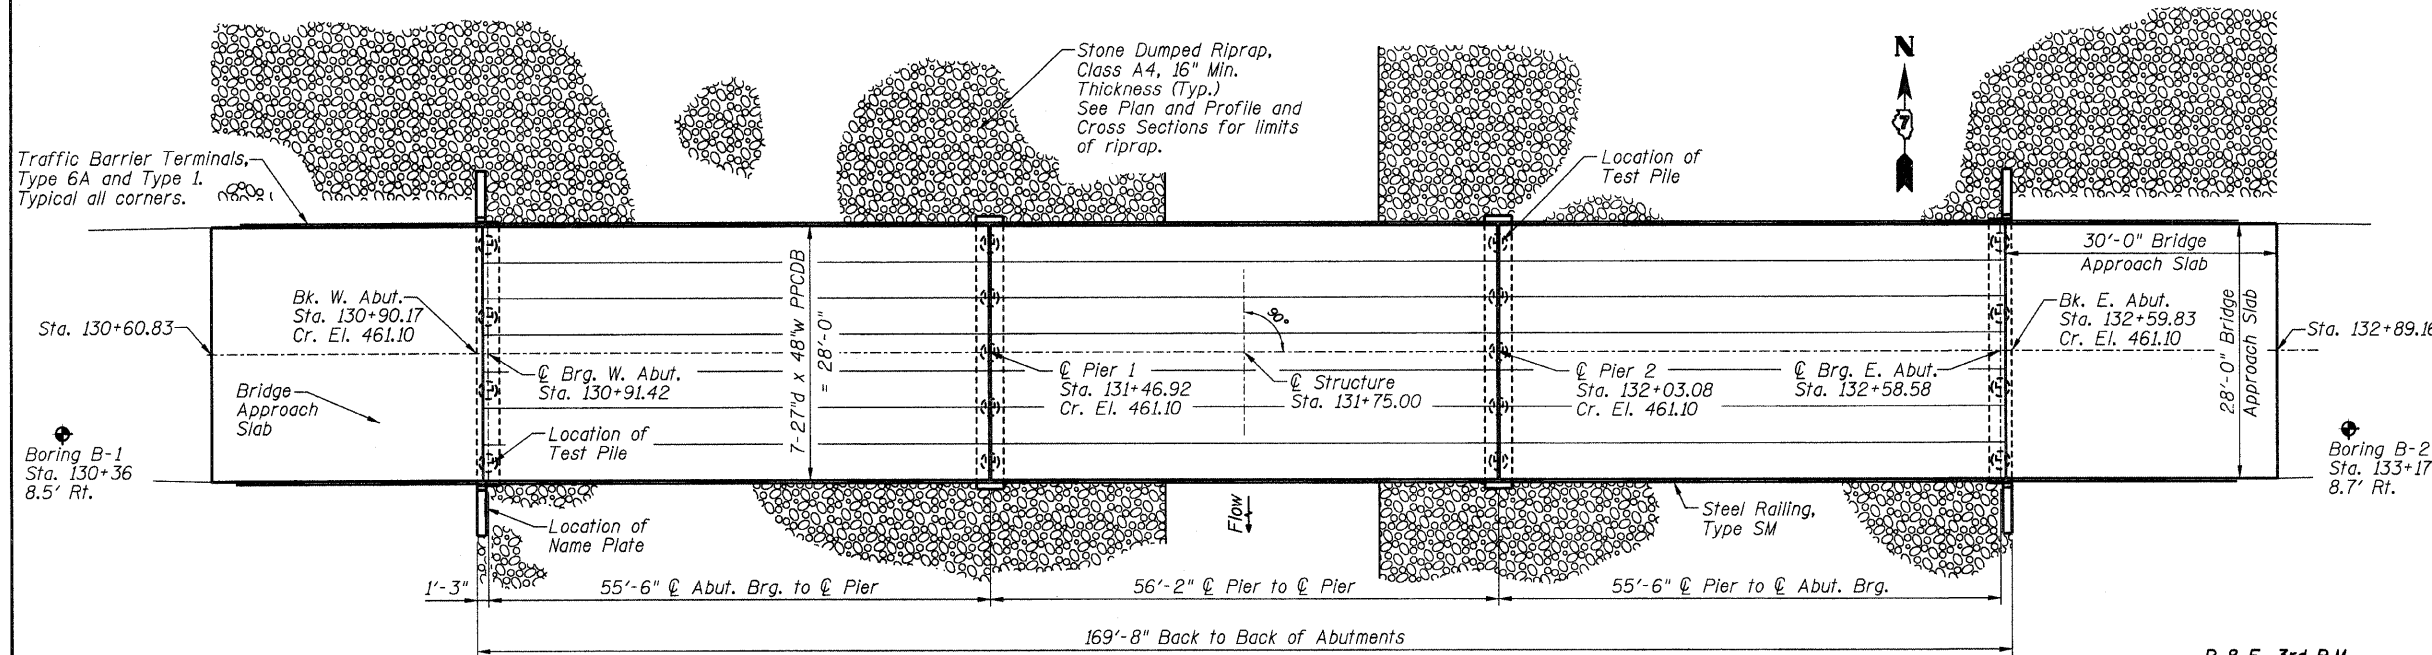 Stone Dumped Riprap,
Class A4, 16" Min.
Thickness (Typ.)
See Plan and Profile and
Cross Sections for limits
of riprap.
N
7
Traffic Barrier Terminals,
Type 6A and Type 1.
Typical all corners.
Location of
Test Pile
30'-0" Bridge
Approach Slab
Bk. W. Abut.
Sta. 130+90.17
Cr. El. 461.10
7-27"d x 48"w PPCDB
= 28'-0"
90°
Bk. E. Abut.
Sta. 132+59.83
Cr. El. 461.10
28'-0" Bridge
Approach Slab
Sta. 130+60.83
Sta. 132+89.16
℄ Brg. W. Abut.
Sta. 130+91.42
℄ Pier 1
Sta. 131+46.92
Cr. El. 461.10
℄ Structure
Sta. 131+75.00
℄ Pier 2
Sta. 132+03.08
Cr. El. 461.10
℄ Brg. E. Abut.
Sta. 132+58.58
Bridge
Approach
Slab
Boring B-1
Sta. 130+36
8.5' Rt.
Location of
Test Pile
Boring B-2
Sta. 133+17
8.7' Rt.
Location of
Name Plate
Flow
Steel Railing,
Type SM
1'-3"
55'-6" ℄ Abut. Brg. to ℄ Pier
56'-2" ℄ Pier to ℄ Pier
55'-6" ℄ Pier to ℄ Abut. Brg.
169'-8" Back to Back of Abutments